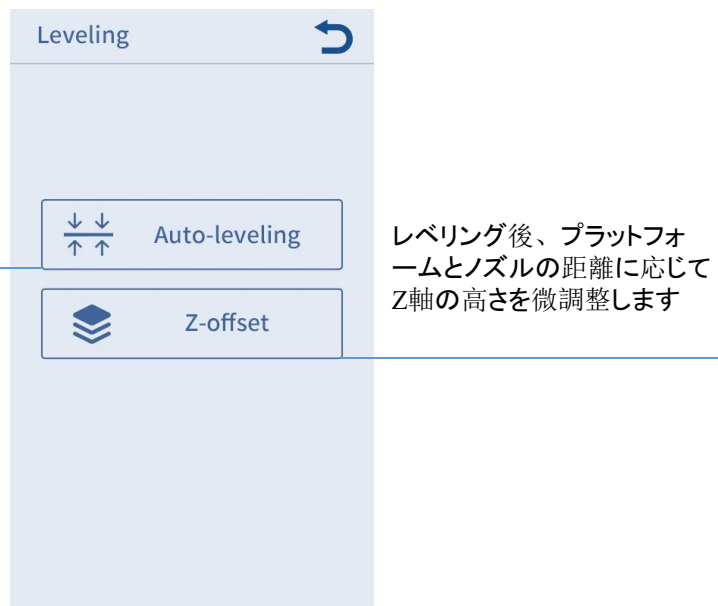 Leveling
Auto-leveling
Z-offset
レベリング後、プラットフォ
ームとノズルの距離に応じて
Z軸の高さを微調整します